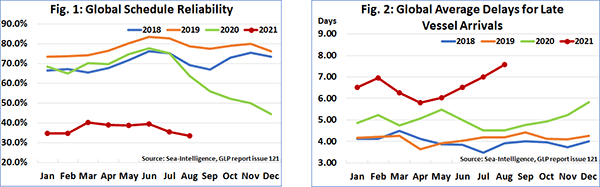 Fig. 1: Global Schedule Reliability
2018 2019 2020 2021
90.0%
80.0%
70.0%
60.0%
50.0%
40.0%
30.0%
20.0%
Jan Feb Mar Apr May Jun Jul Aug Sep Oct Nov Dec
Source: Sea-Intelligence, GLP report issue 121
Fig. 2: Global Average Delays for Late
Vessel Arrivals
Days
2018 2019 2020 2021
9.00
8.00
7.00
6.00
5.00
4.00
3.00
Jan Feb Mar Apr May Jun Jul Aug Sep Oct Nov Dec
Source: Sea-Intelligence, GLP report issue 121